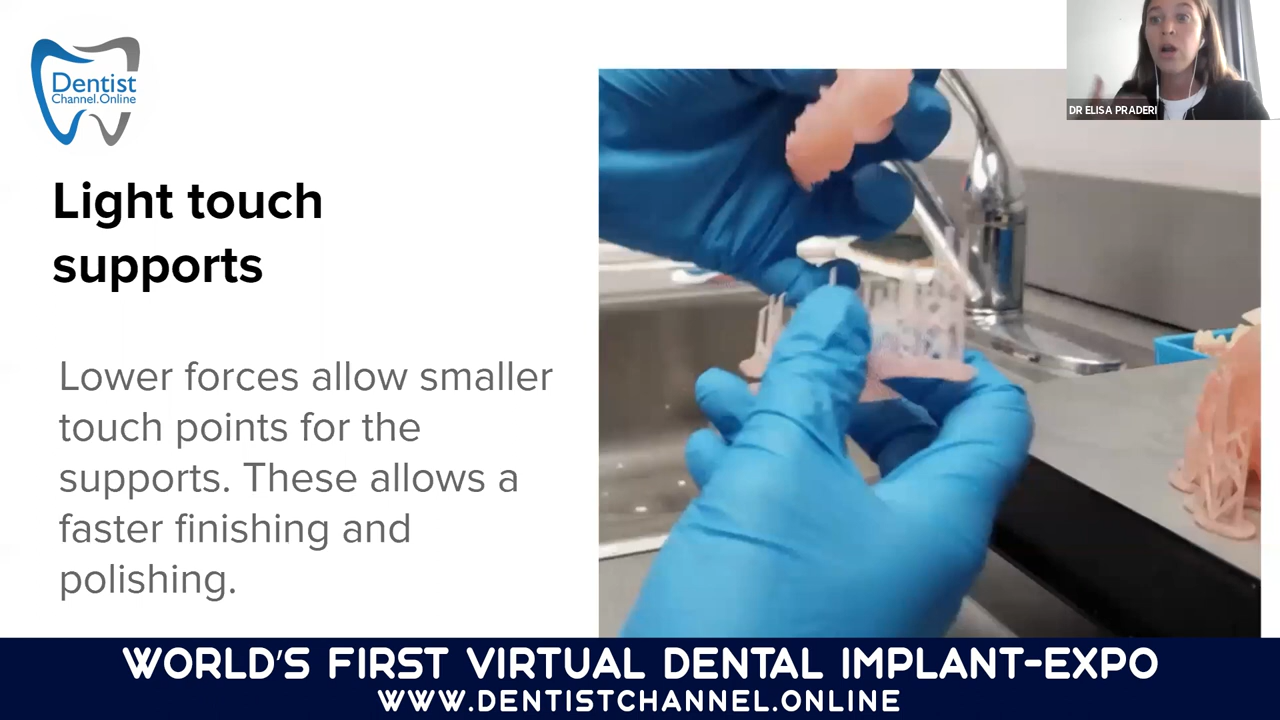 Dentist
Channel.Online
DR ELISA PRADERI
Light touch
supports
Lower forces allow smaller
touch points for the
supports. These allows a
faster finishing and
polishing.
WORLD'S FIRST VIRTUAL DENTAL IMPLANT-EXPO
WWW.DENTISTCHANNEL.ONLINE